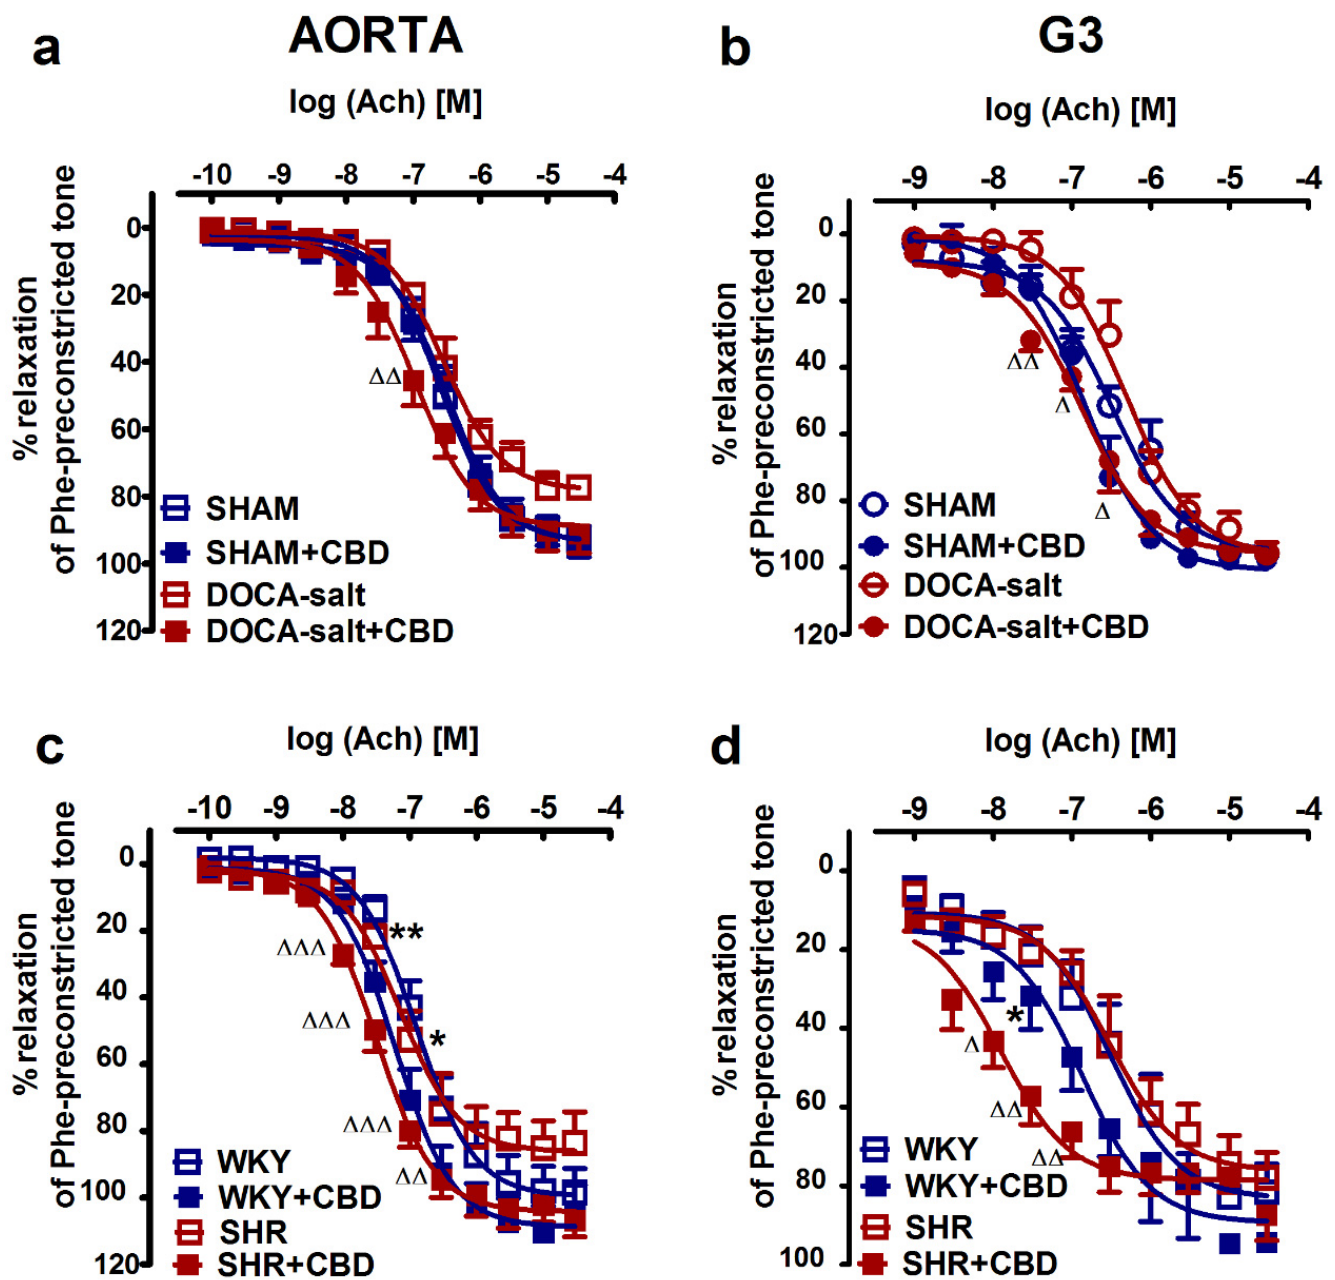 a
AORTA
log (Ach) [M]
-10 -9 -8 -7 -6 -5 -4
% relaxation
of Phe-preconstricted tone
0
20
40
60
80
100
120
ΔΔ
SHAM
SHAM+CBD
DOCA-salt
DOCA-salt+CBD
b
G3
log (Ach) [M]
-9 -8 -7 -6 -5 -4
% relaxation
of Phe-preconstricted tone
0
20
40
60
80
100
120
ΔΔ
Δ
Δ
SHAM
SHAM+CBD
DOCA-salt
DOCA-salt+CBD
c
log (Ach) [M]
-10 -9 -8 -7 -6 -5 -4
% relaxation
of Phe-preconstricted tone
0
20
40
60
80
100
120
**
ΔΔΔ
ΔΔΔ
*
ΔΔΔ
ΔΔ
WKY
WKY+CBD
SHR
SHR+CBD
d
log (Ach) [M]
-9 -8 -7 -6 -5 -4
% relaxation
of Phe-preconstricted tone
0
20
40
60
80
100
*
Δ
ΔΔ
ΔΔ
WKY
WKY+CBD
SHR
SHR+CBD